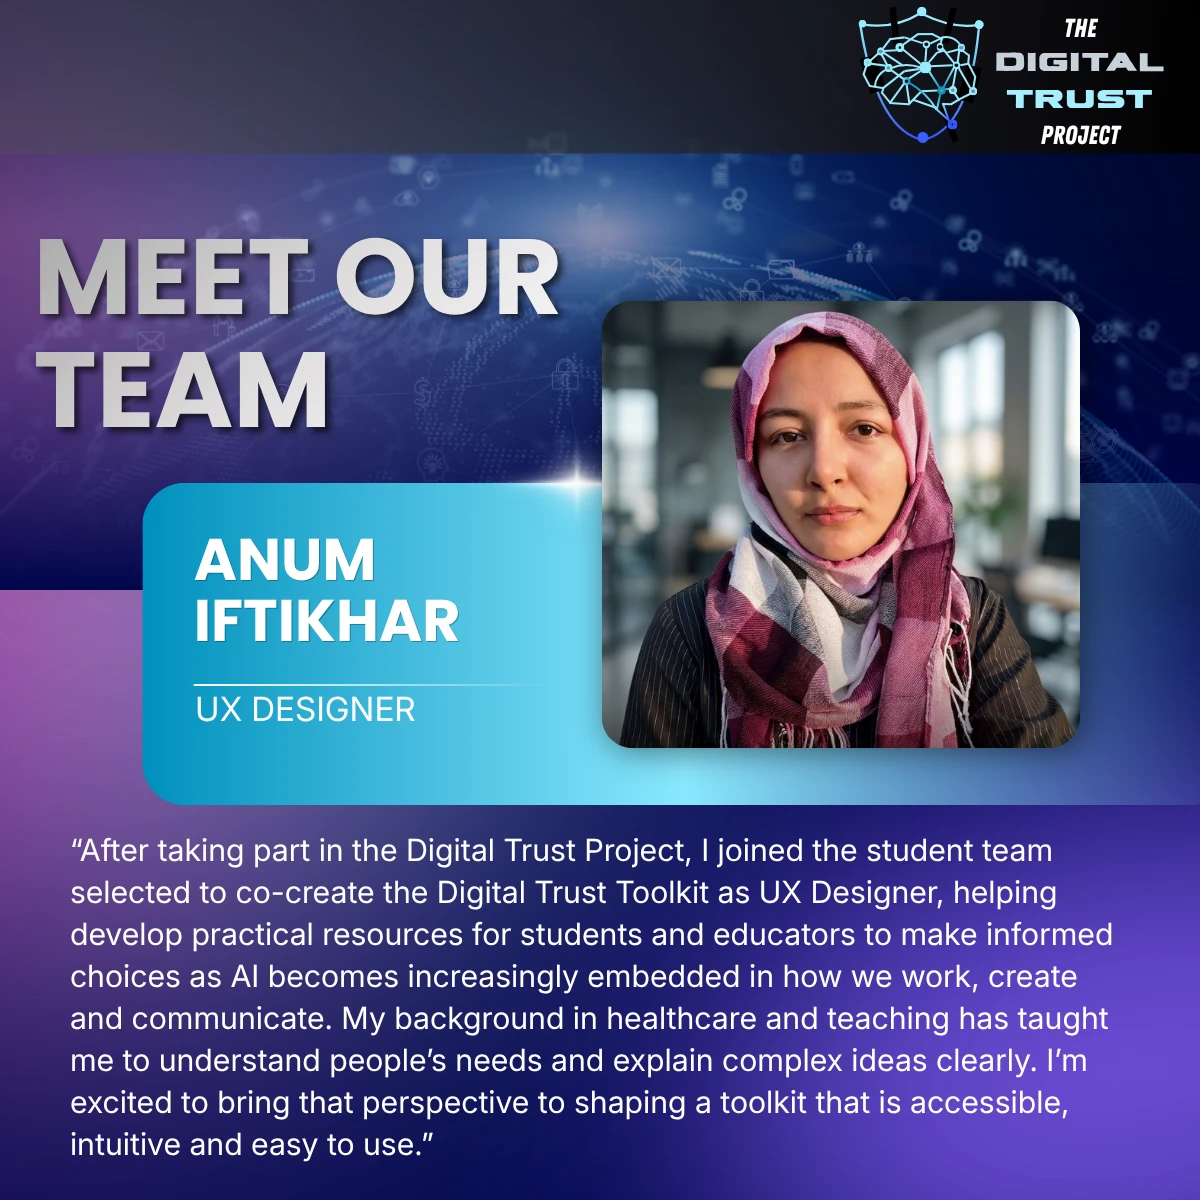 THE
DIGITAL
TRUST
PROJECT
MEET OUR
TEAM
ANUM
IFTIKHAR
UX DESIGNER
“After taking part in the Digital Trust Project, I joined the student team
selected to co-create the Digital Trust Toolkit as UX Designer, helping
develop practical resources for students and educators to make informed
choices as AI becomes increasingly embedded in how we work, create
and communicate. My background in healthcare and teaching has taught
me to understand people’s needs and explain complex ideas clearly. I’m
excited to bring that perspective to shaping a toolkit that is accessible,
intuitive and easy to use.”